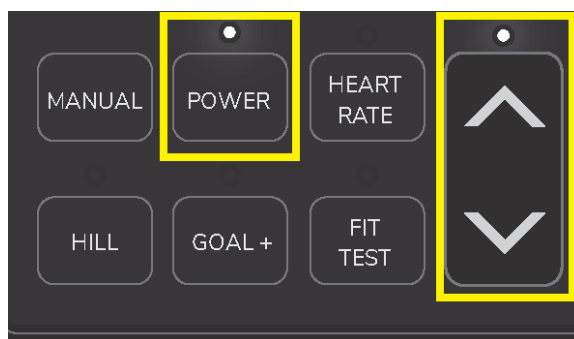 MANUAL
POWER
HEART
RATE
HILL
GOAL +
FIT
TEST